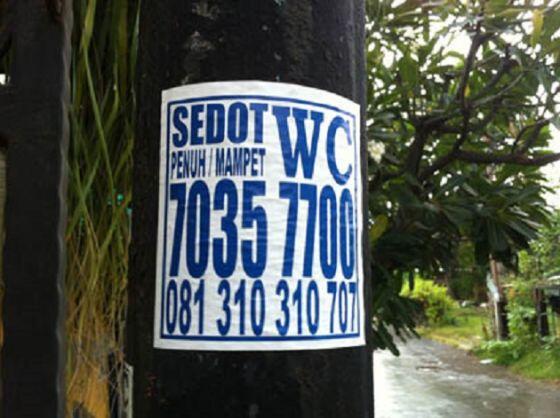 SEDOT WC
PENUH / MAMPET
7035 7700
081 310 310 707